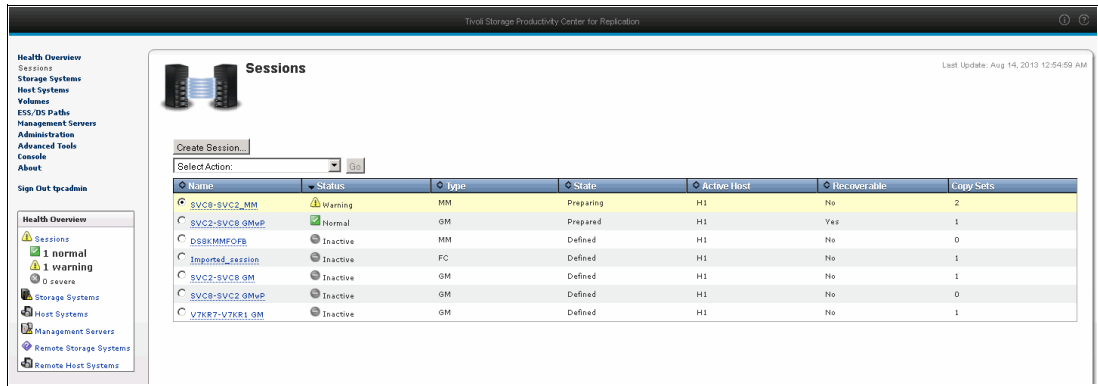 Tivoli Storage Productivity Center for Replication
Health Overview
Sessions
Storage Systems
Host Systems
Volumes
ESS/DS Paths
Management Servers
Administration
Advanced Tools
Console
About
Sign Out tpcadmin
Health Overview
Sessions
1 normal
1 warning
0 severe
Storage Systems
Host Systems
Management Servers
Remote Storage Systems
Remote Host Systems
Sessions
Last Update: Aug 14, 2013 12:54:59 AM
Create Session...
Select Action: Go
Name Status Type State Active Host Recoverable Copy Sets
SVC8-SVC2_MM Warning MM Preparing H1 No 2
SVC2-SVC8 GMwP Normal GM Prepared H1 Yes 1
DS8KMMFOFB Inactive MM Defined H1 No 0
Imported_session Inactive FC Defined H1 No 1
SVC2-SVC8 GM Inactive GM Defined H1 No 1
SVC8-SVC2 GMwP Inactive GM Defined H1 No 0
V7KR7-V7KR1 GM Inactive GM Defined H1 No 1